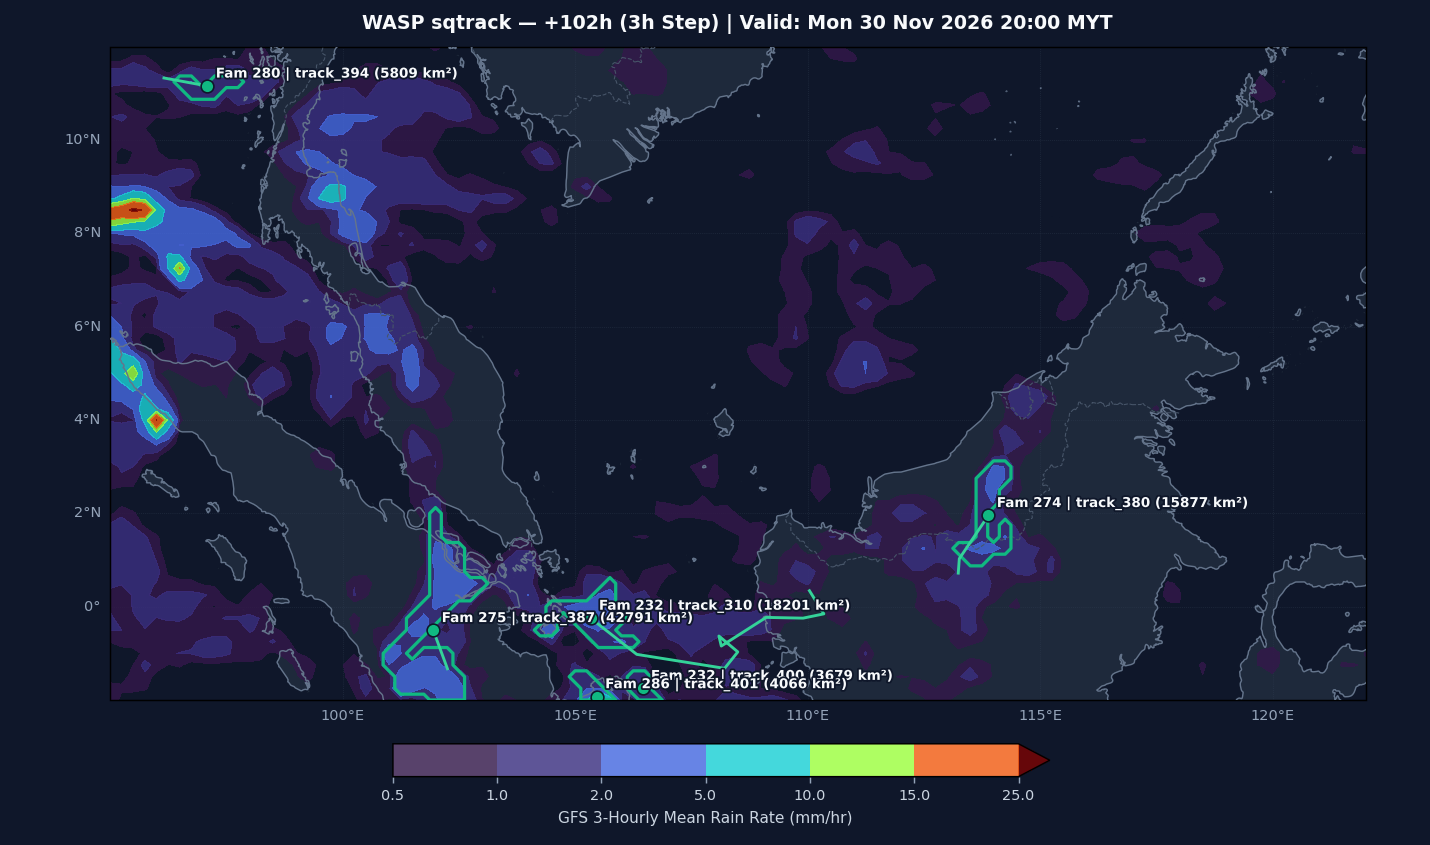 WASP sqtrack — +102h (3h Step) | Valid: Mon 30 Nov 2026 20:00 MYT
Fam 280 | track_394 (5809 km²)
10°N
8°N
6°N
4°N
2°N
0°
Fam 274 | track_380 (15877 km²)
Fam 232 | track_310 (18201 km²)
Fam 275 | track_387 (42791 km²)
Fam 232 | track_400 (3679 km²)
Fam 286 | track_401 (4066 km²)
100°E 105°E 110°E 115°E 120°E
0.5 1.0 2.0 5.0 10.0 15.0 25.0
GFS 3-Hourly Mean Rain Rate (mm/hr)